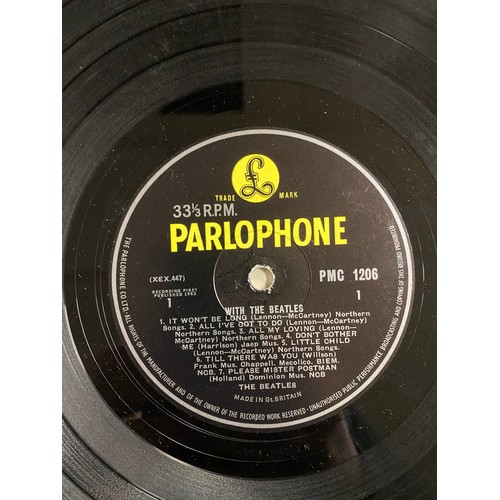 £
TRADE MARK
33⅓ R.P.M.
PARLOPHONE
(XEX.447)
PMC 1206
RECORDING FIRST
PUBLISHED 1963
1
1
WITH THE BEATLES
1. IT WON'T BE LONG (Lennon—McCartney) Northern
Songs. 2. ALL I'VE GOT TO DO (Lennon—McCartney)
Northern Songs. 3. ALL MY LOVING (Lennon—
McCartney) Northern Songs. 4. DON'T BOTHER
ME (Harrison) Jaep Mus. 5. LITTLE CHILD
(Lennon—McCartney) Northern Songs.
6. TILL THERE WAS YOU (Willson)
Frank Mus. Chappell. Mecolico. BIEM.
NCB. 7. PLEASE MISTER POSTMAN
(Holland) Dominion Mus. NCB
THE BEATLES
MADE IN Gt. BRITAIN
THE PARLOPHONE CO. LTD. ALL RIGHTS OF THE MANUFACTURER AND OF THE OWNER OF THE RECORDED WORK RESERVED · UNAUTHORISED PUBLIC PERFORMANCE BROADCASTING AND COPYING OF THIS RECORD PROHIBITED